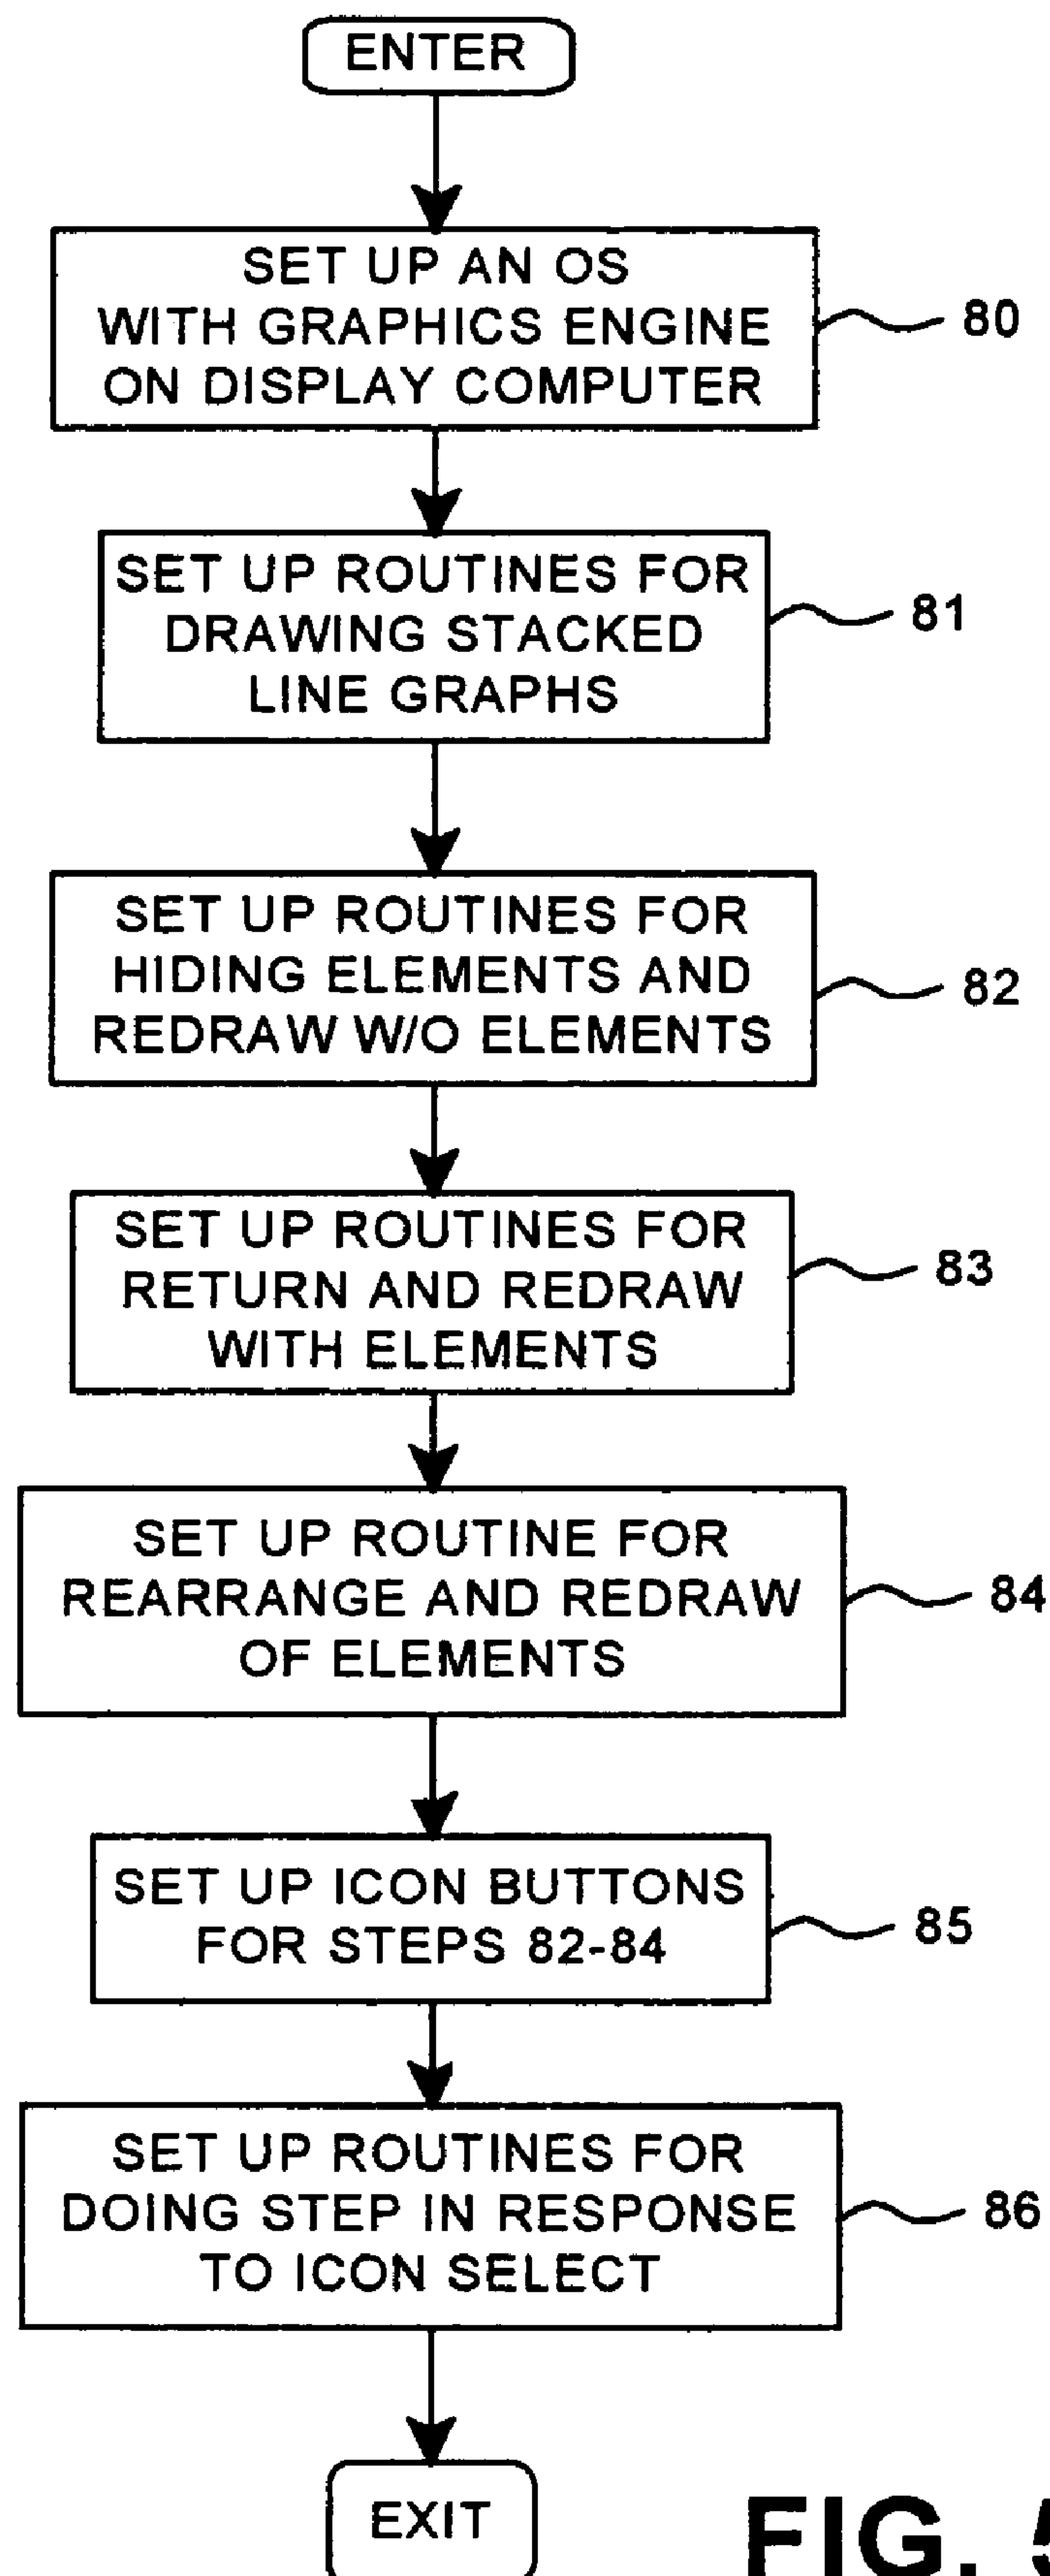 ENTER
SET UP AN OS
WITH GRAPHICS ENGINE
ON DISPLAY COMPUTER
80
SET UP ROUTINES FOR
DRAWING STACKED
LINE GRAPHS
81
SET UP ROUTINES FOR
HIDING ELEMENTS AND
REDRAW W/O ELEMENTS
82
SET UP ROUTINES FOR
RETURN AND REDRAW
WITH ELEMENTS
83
SET UP ROUTINE FOR
REARRANGE AND REDRAW
OF ELEMENTS
84
SET UP ICON BUTTONS
FOR STEPS 82-84
85
SET UP ROUTINES FOR
DOING STEP IN RESPONSE
TO ICON SELECT
86
EXIT
FIG. 5